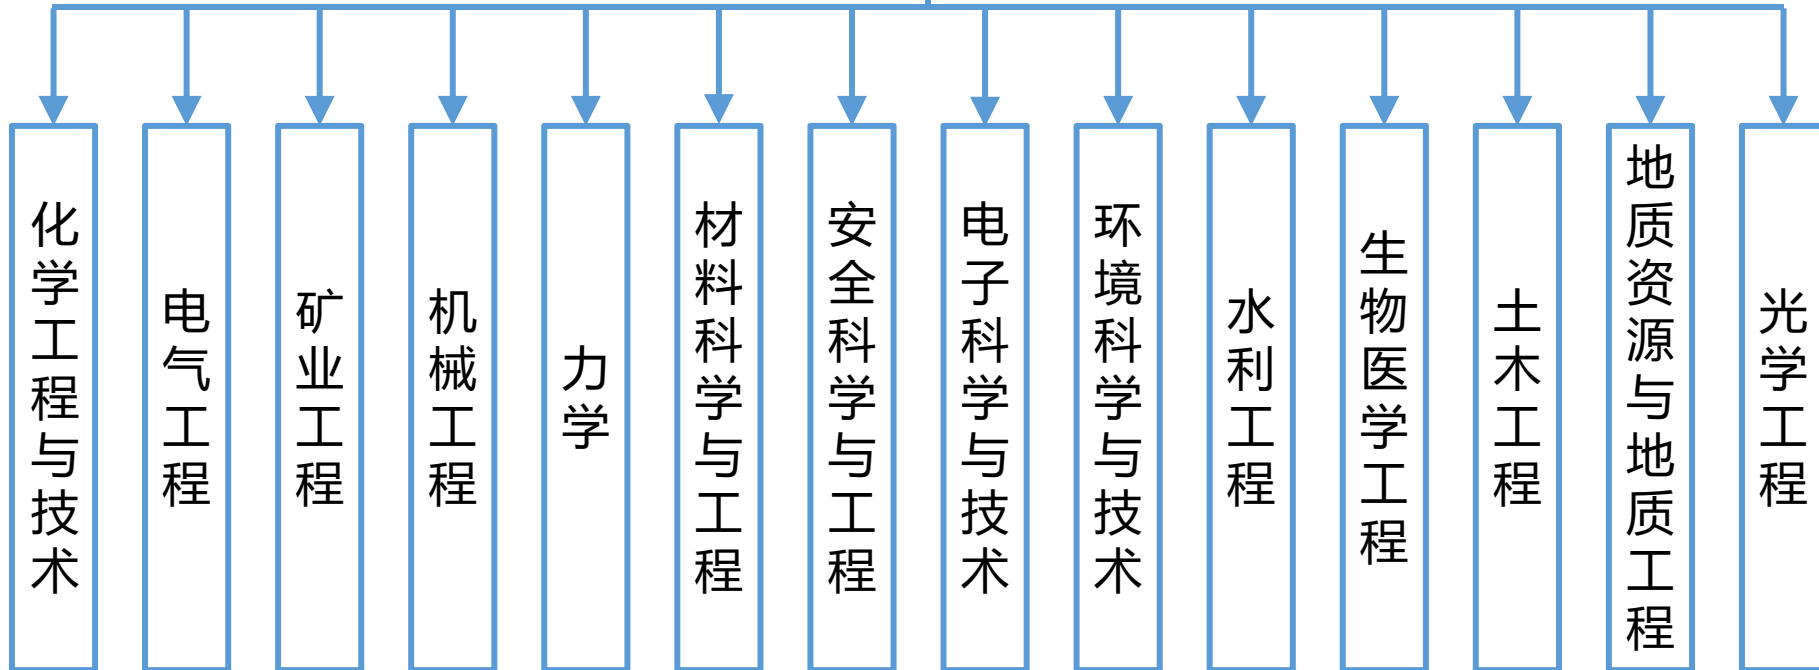 化学工程与技术
电气工程
矿业工程
机械工程
力学
材料科学与工程
安全科学与工程
电子科学与技术
环境科学与技术
水利工程
生物医学工程
土木工程
地质资源与地质工程
光学工程